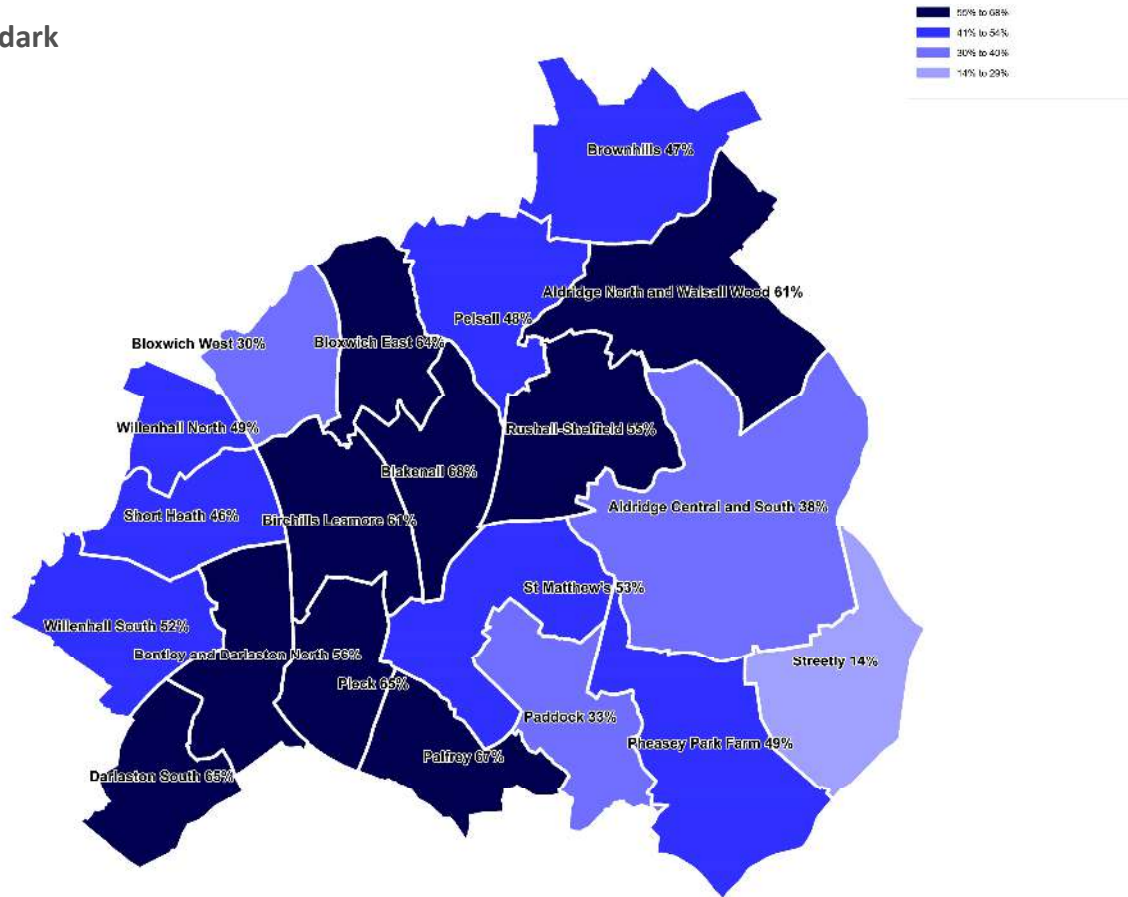 dark
55% to 68%
41% to 54%
30% to 40%
14% to 29%
Brownhills 47%
Aldridge North and Walsall Wood 61%
Pelsall 48%
Bloxwich West 30%
Bloxwich East 64%
Willenhall North 49%
Rushall-Shelfield 55%
Blakenall 68%
Aldridge Central and South 38%
Short Heath 46%
Birchills Leamore 61%
St Matthew's 53%
Willenhall South 52%
Bentley and Darlaston North 56%
Streetly 14%
Pleck 65%
Paddock 33%
Pheasey Park Farm 49%
Palfrey 67%
Darlaston South 65%